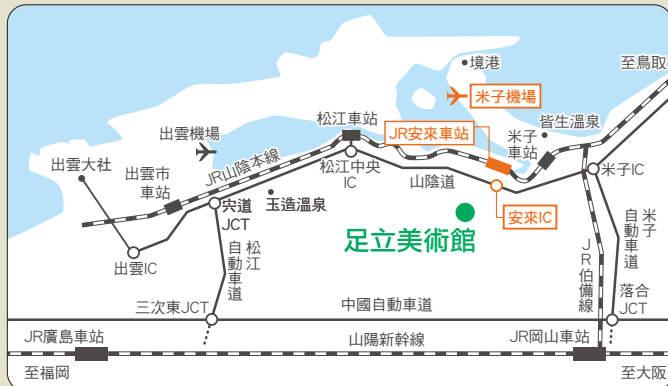 境港
至鳥取
米子機場
皆生溫泉
松江車站
JR安來車站
米子
車站
出雲機場
出雲大社
出雲市
車站
JR山陰本線
松江中央
IC
山陰道
米子IC
玉造溫泉
宍道
JCT
安來IC
足立美術館
出雲IC
松江
自動車道
米子
自動車道
JR伯備線
三次東JCT
中國自動車道
落合
JCT
JR廣島車站
山陽新幹線
JR岡山車站
至福岡
至大阪